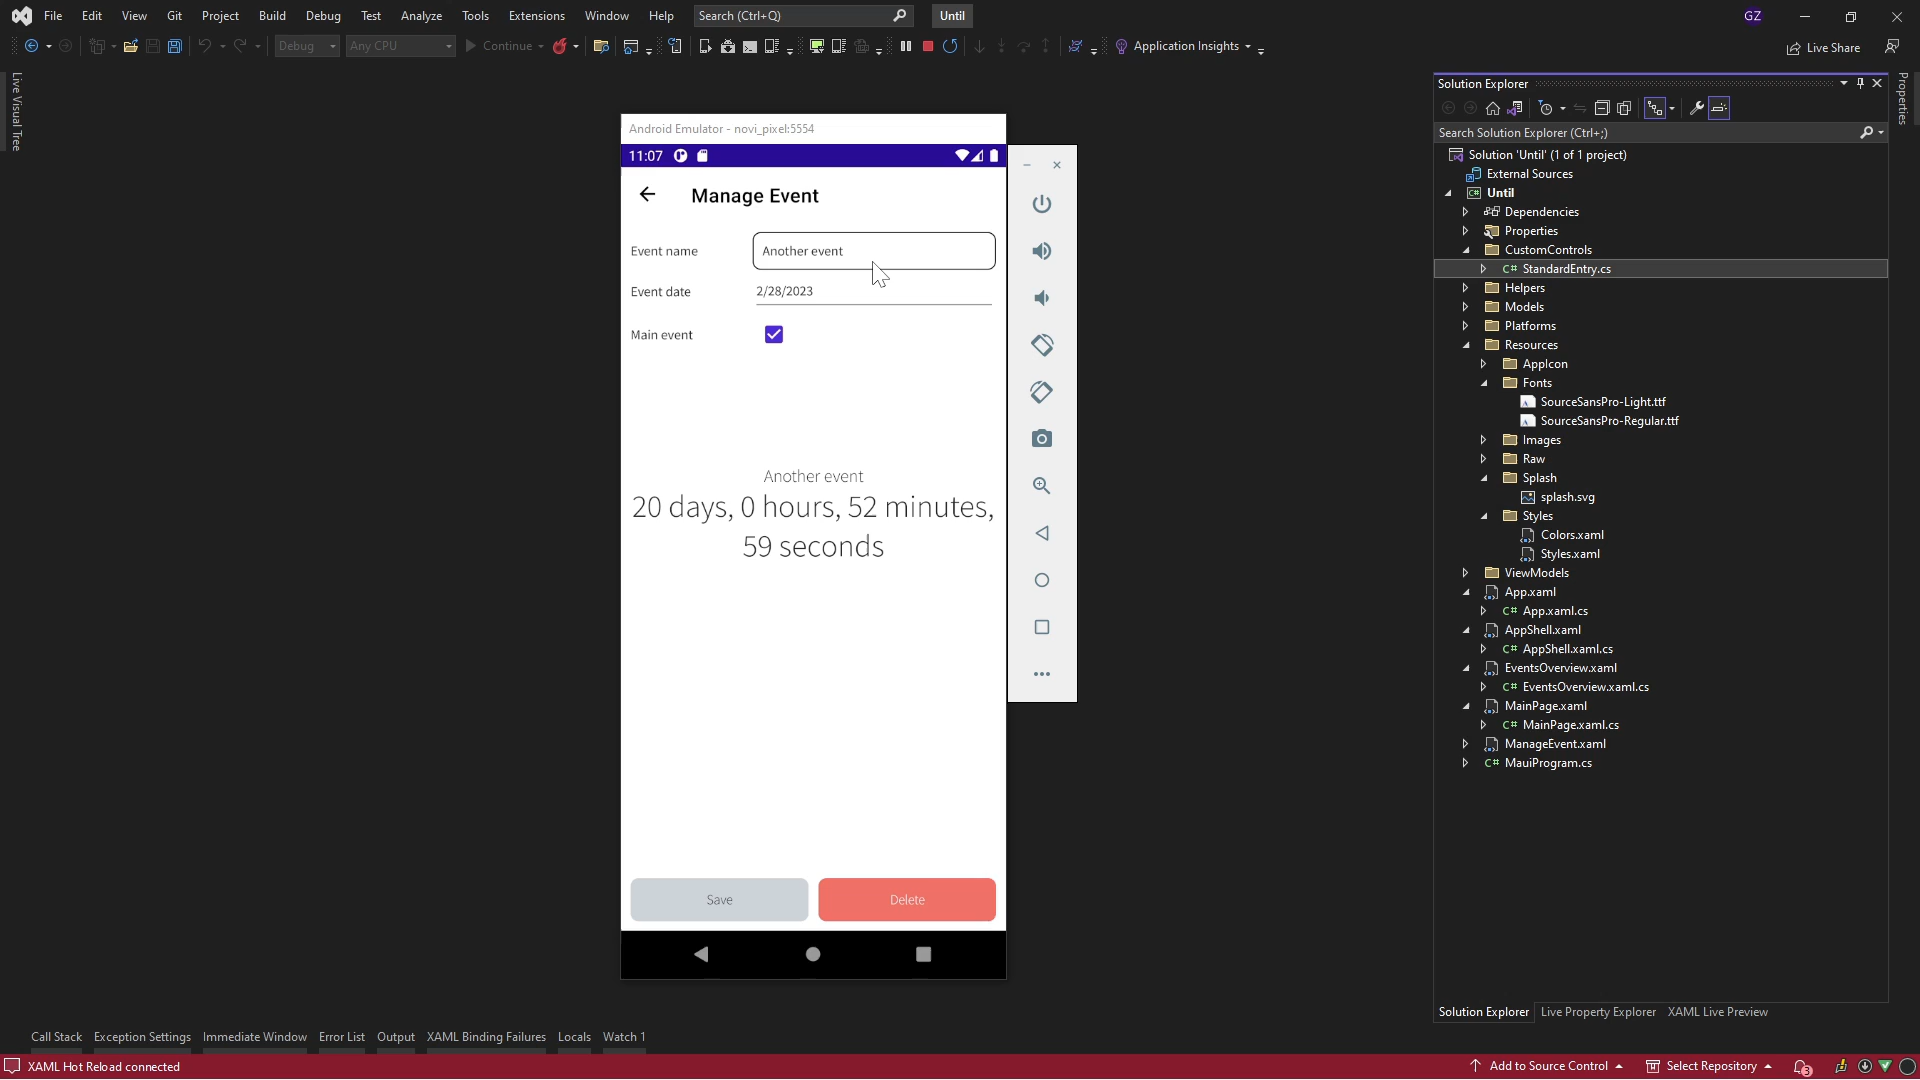 File Edit View Git Project Build Debug Test Analyze Tools Extensions Window Help Search (Ctrl+Q) Until GZ
Debug Any CPU Continue Application Insights Live Share
Live Visual Tree
Android Emulator - novi_pixel:5554
11:07
Manage Event
Event name Another event
Event date 2/28/2023
Main event
Another event
20 days, 0 hours, 52 minutes,
59 seconds
Save Delete
Solution Explorer
Search Solution Explorer (Ctrl+;)
Solution 'Until' (1 of 1 project)
External Sources
C# Until
Dependencies
Properties
CustomControls
C# StandardEntry.cs
Helpers
Models
Platforms
Resources
AppIcon
Fonts
SourceSansPro-Light.ttf
SourceSansPro-Regular.ttf
Images
Raw
Splash
splash.svg
Styles
Colors.xaml
Styles.xaml
ViewModels
App.xaml
C# App.xaml.cs
AppShell.xaml
C# AppShell.xaml.cs
EventsOverview.xaml
C# EventsOverview.xaml.cs
MainPage.xaml
C# MainPage.xaml.cs
ManageEvent.xaml
C# MauiProgram.cs
Solution Explorer Live Property Explorer XAML Live Preview
Properties
Call Stack Exception Settings Immediate Window Error List Output XAML Binding Failures Locals Watch 1
XAML Hot Reload connected Add to Source Control Select Repository 3